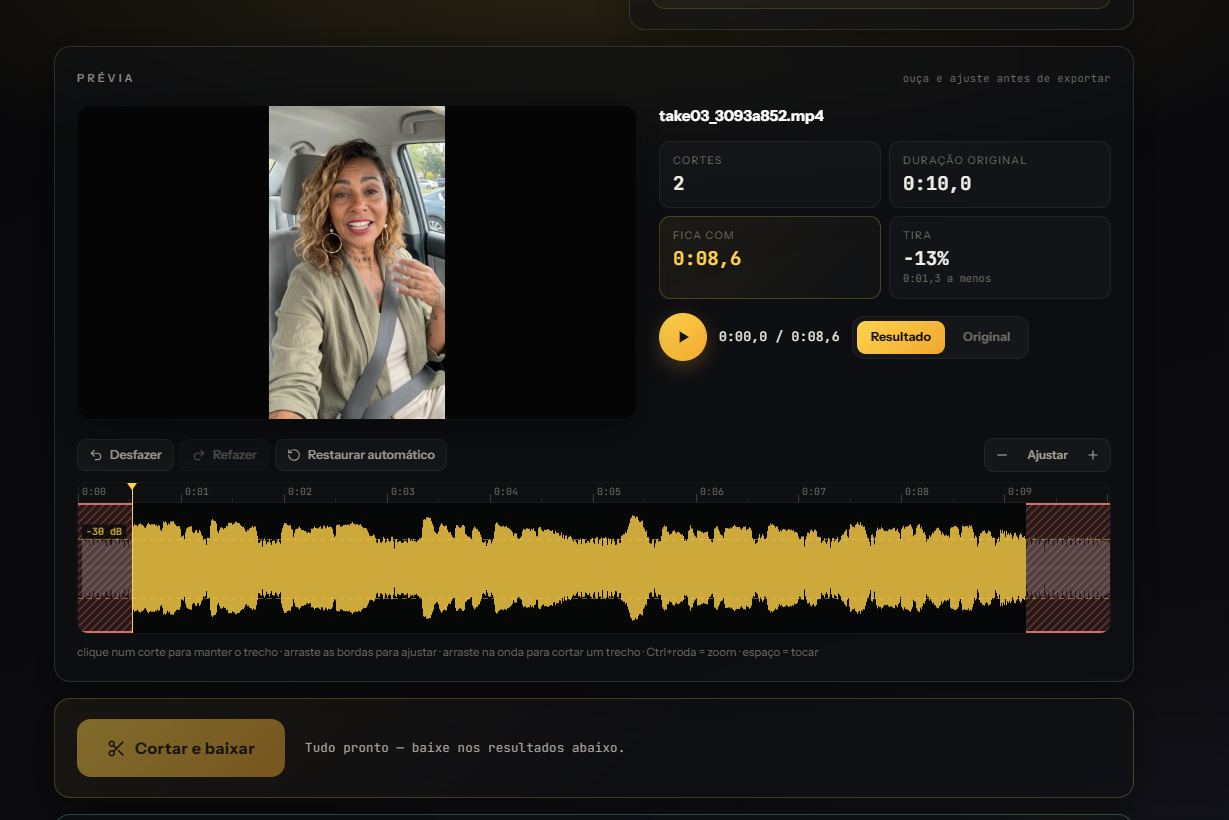 PRÉVIA
ouça e ajuste antes de exportar
take03_3093a852.mp4
CORTES
2
DURAÇÃO ORIGINAL
0:10,0
FICA COM
0:08,6
TIRA
-13%
0:01,3 a menos
0:00,0 / 0:08,6
Resultado
Original
Desfazer
Refazer
Restaurar automático
Ajustar
0:00 0:01 0:02 0:03 0:04 0:05 0:06 0:07 0:08 0:09
-30 dB
clique num corte para manter o trecho · arraste as bordas para ajustar · arraste na onda para cortar um trecho · Ctrl+roda = zoom · espaço = tocar
Cortar e baixar
Tudo pronto — baixe nos resultados abaixo.